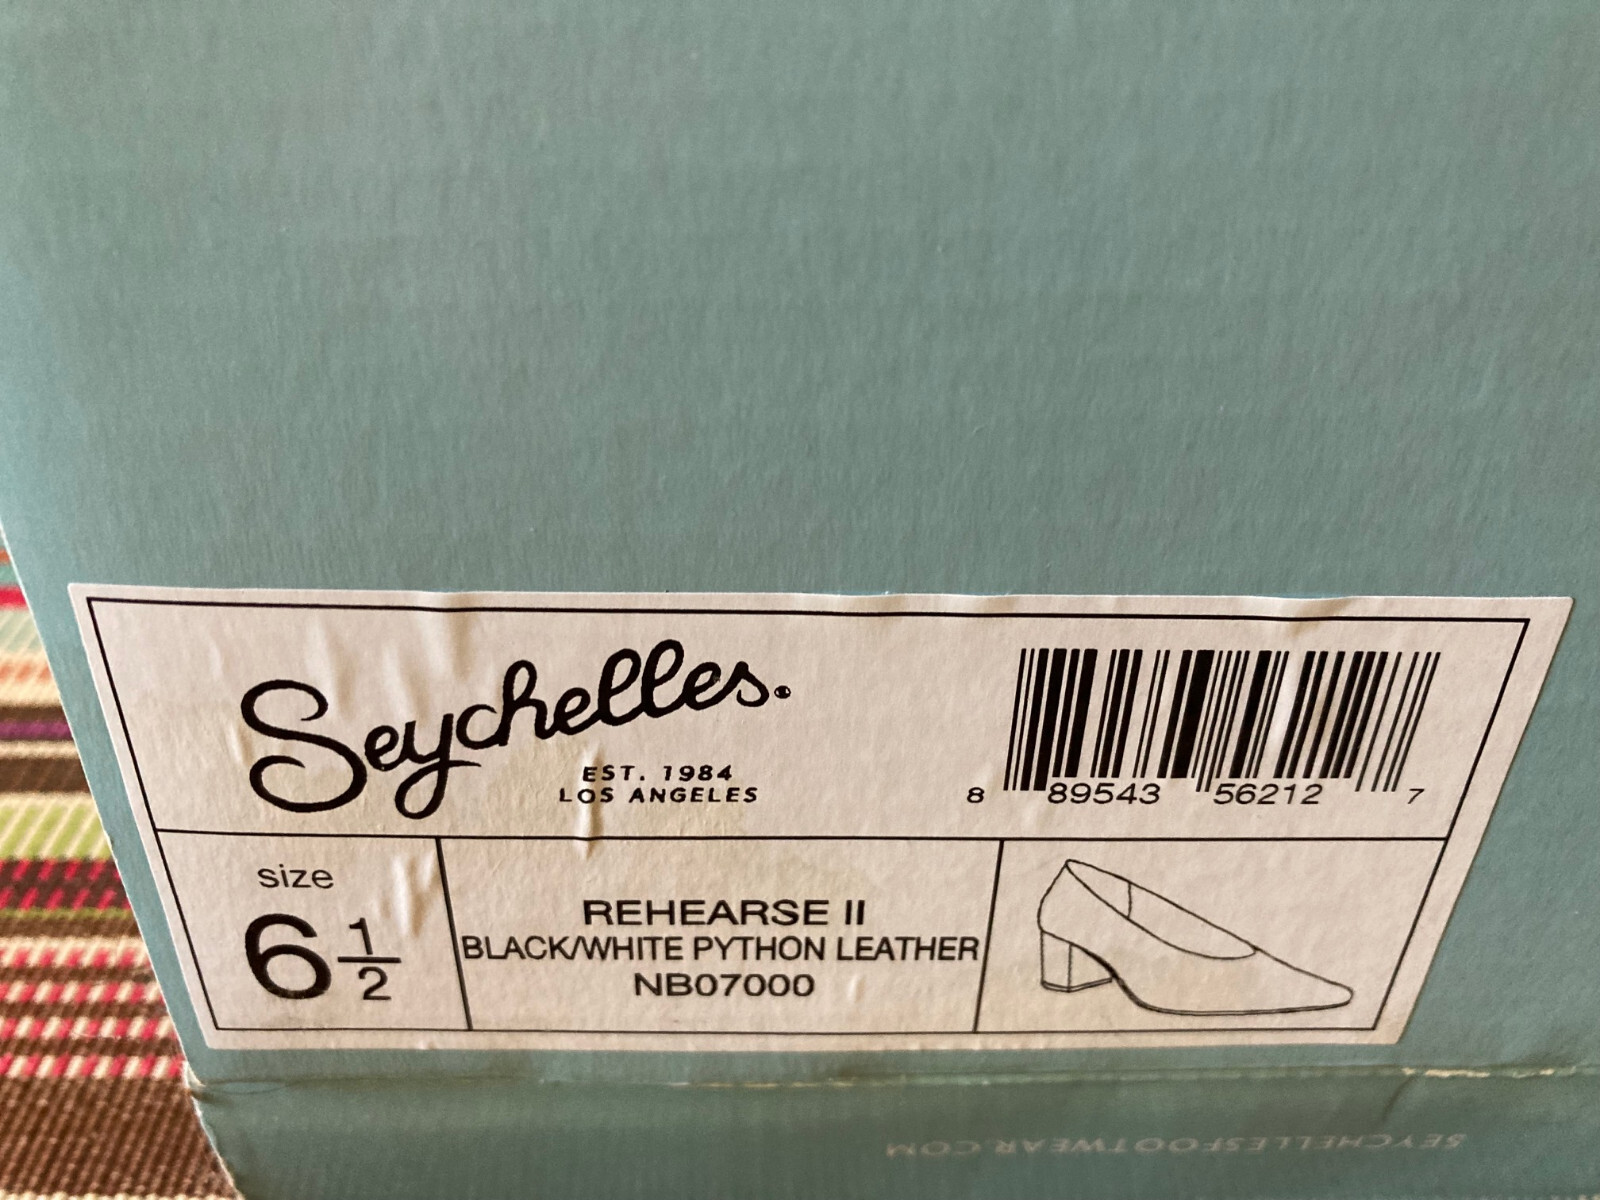 Seychelles.
EST. 1984
LOS ANGELES
8 89543 56212 7
size
6 1/2
REHEARSE II
BLACK/WHITE PYTHON LEATHER
NB07000
SEYCHELLESFOOTWEAR.COM